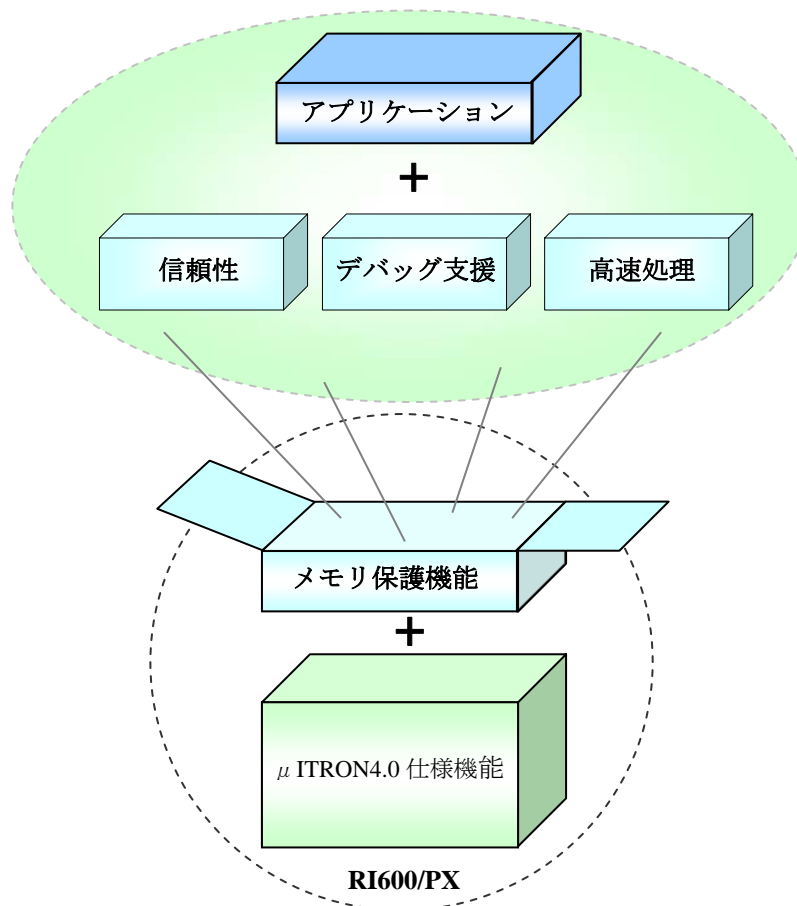 アプリケーション
+
信頼性 デバッグ支援 高速処理
メモリ保護機能
+
μITRON4.0 仕様機能
RI600/PX